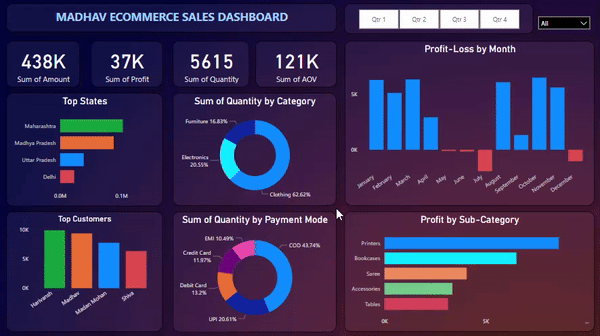 MADHAV ECOMMERCE SALES DASHBOARD
Qtr 1
Qtr 2
Qtr 3
Qtr 4
All
438K
Sum of Amount
37K
Sum of Profit
5615
Sum of Quantity
121K
Sum of AOV
Profit-Loss by Month
5K
0K
January
February
March
April
May
June
July
August
September
October
November
December
Top States
Maharashtra
Madhya Pradesh
Uttar Pradesh
Delhi
0.0M
0.1M
Sum of Quantity by Category
Furniture 16.83%
Electronics
20.55%
Clothing 62.62%
Top Customers
10K
5K
0K
Harivansh
Madhav
Madan Mohan
Shiva
Sum of Quantity by Payment Mode
EMI 10.49%
COD 43.74%
Credit Card
11.97%
Debit Card
13.2%
UPI 20.61%
Profit by Sub-Category
Printers
Bookcases
Saree
Accessories
Tables
0K
5K